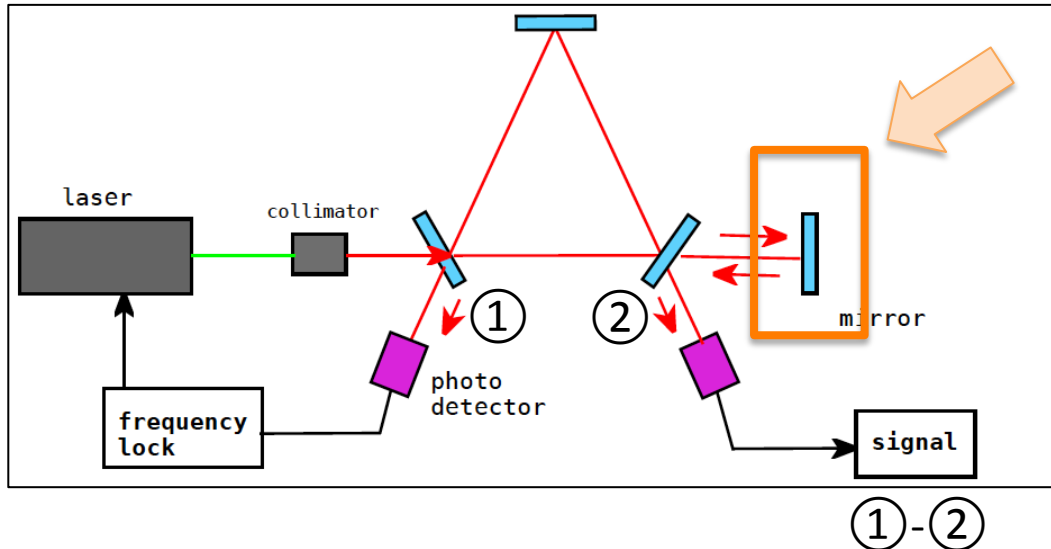 laser
collimator
①
②
mirror
photo
detector
frequency
lock
signal
①-②